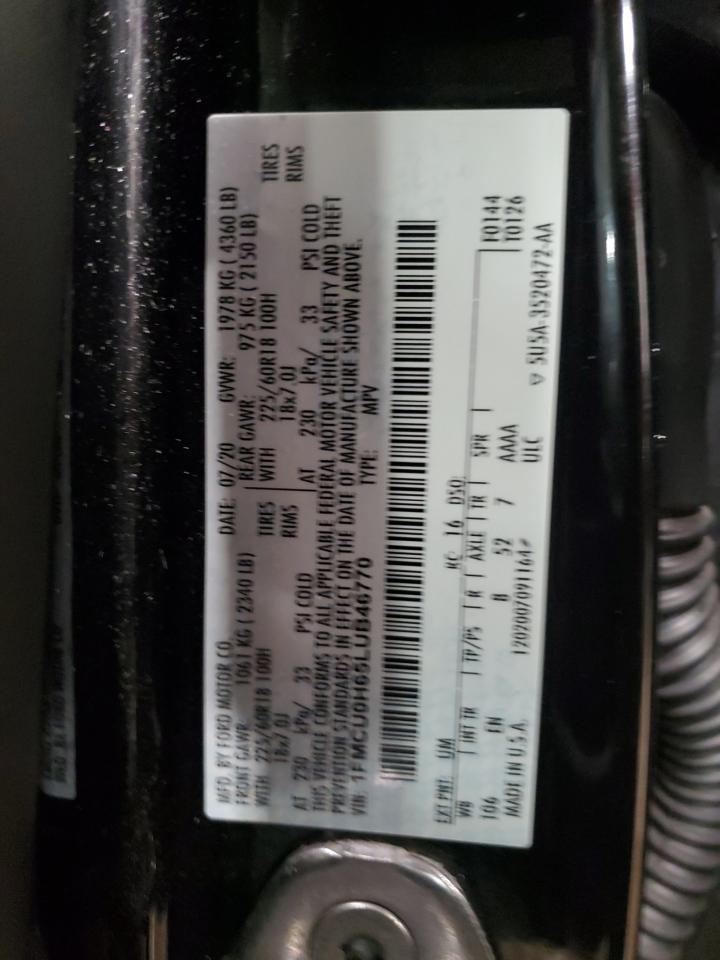 MFD. BY FORD MOTOR CO. DATE: 07/20 GVWR: 1978 KG ( 4360 LB)
FRONT GAWR: 1061 KG ( 2340 LB) REAR GAWR: 975 KG ( 2150 LB)
WITH 225/60R18 100H TIRES WITH 225/60R18 100H TIRES
18x7.0J RIMS 18x7.0J RIMS
AT 230 kPa/ 33 PSI COLD AT 230 kPa/ 33 PSI COLD
THIS VEHICLE CONFORMS TO ALL APPLICABLE FEDERAL MOTOR VEHICLE SAFETY AND THEFT
PREVENTION STANDARDS IN EFFECT ON THE DATE OF MANUFACTURE SHOWN ABOVE.
VIN: 1FMCU0H65LUB46770 TYPE: MPV
EXT PNT: UM RC: 16 DSO: F0144
WB INT TR TP/PS R AXLE TR SPR T0126
106 EN 8 52 7 AAAA
MADE IN U.S.A. 1202007091164# ULC
5U5A-3520472-AA